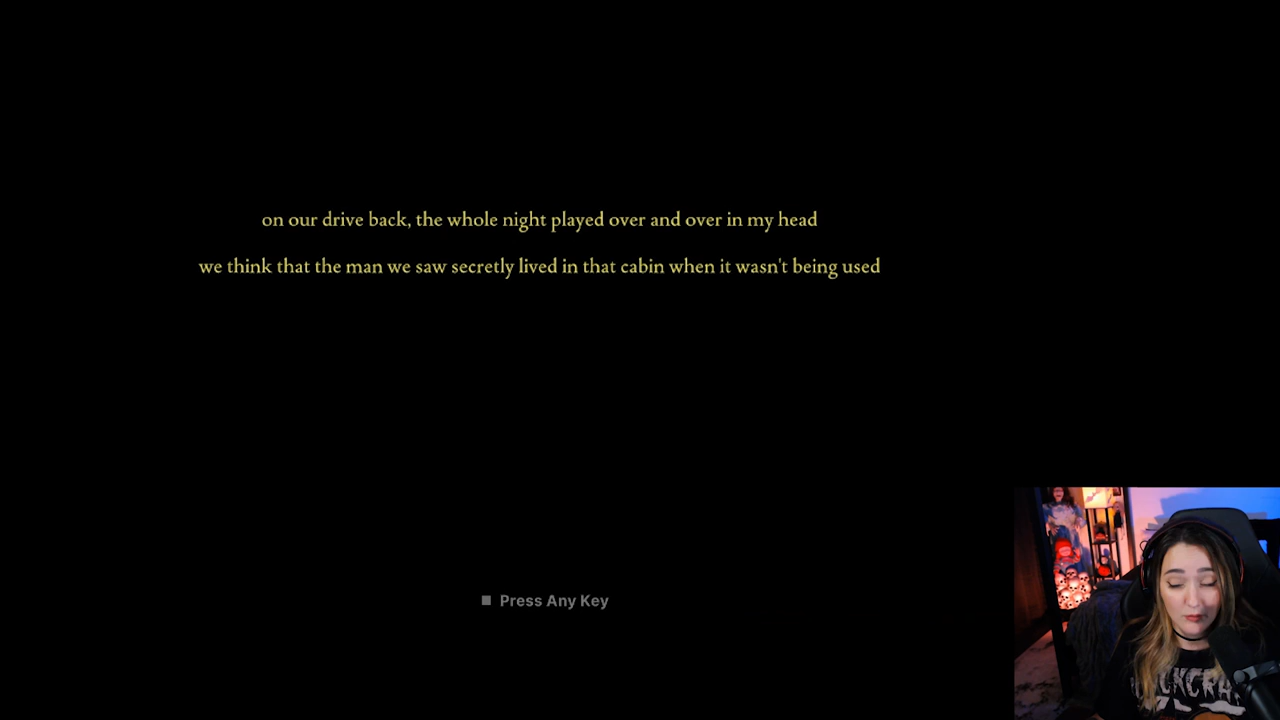 on our drive back, the whole night played over and over in my head
we think that the man we saw secretly lived in that cabin when it wasn't being used
Press Any Key